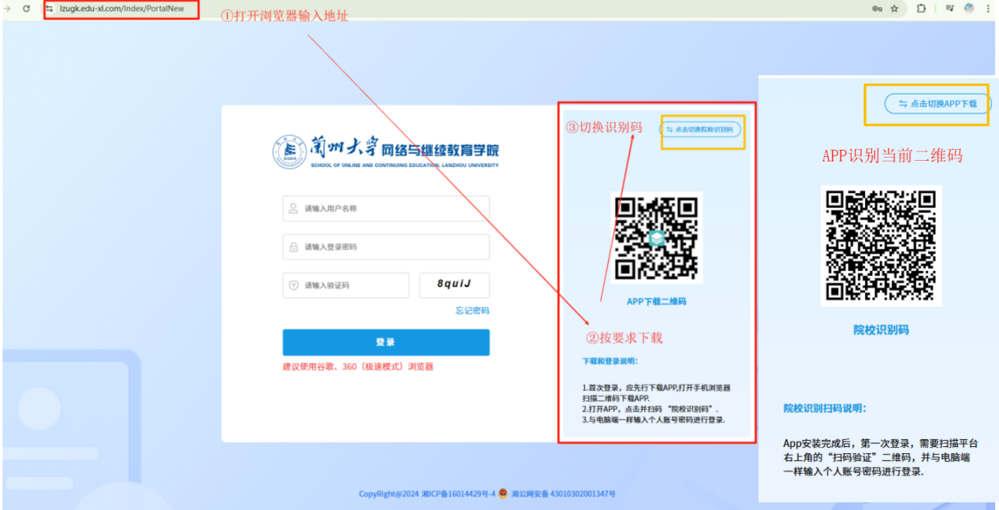 lzugk.edu-xl.com/Index/PortalNew
①打开浏览器输入地址
兰州大学网络与继续教育学院
SCHOOL OF ONLINE AND CONTINUING EDUCATION, LANZHOU UNIVERSITY
请输入用户名称
请输入登录密码
请输入验证码
8quiJ
忘记密码
登录
建议使用谷歌、360（极速模式）浏览器
③切换识别码
点击切换院校识别码
APP下载二维码
②按要求下载
下载和登录说明：
1.首次登录，应先行下载APP,打开手机浏览器
扫描二维码下载APP.
2.打开APP，点击并扫码 “院校识别码”.
3.与电脑端一样输入个人账号密码进行登录.
点击切换APP下载
APP识别当前二维码
院校识别码
院校识别扫码说明：
App安装完成后，第一次登录，需要扫描平台
右上角的“扫码验证”二维码，并与电脑端
一样输入个人账号密码进行登录.
CopyRight@2024 湘ICP备16014429号-4 湘公网安备 43010302001347号